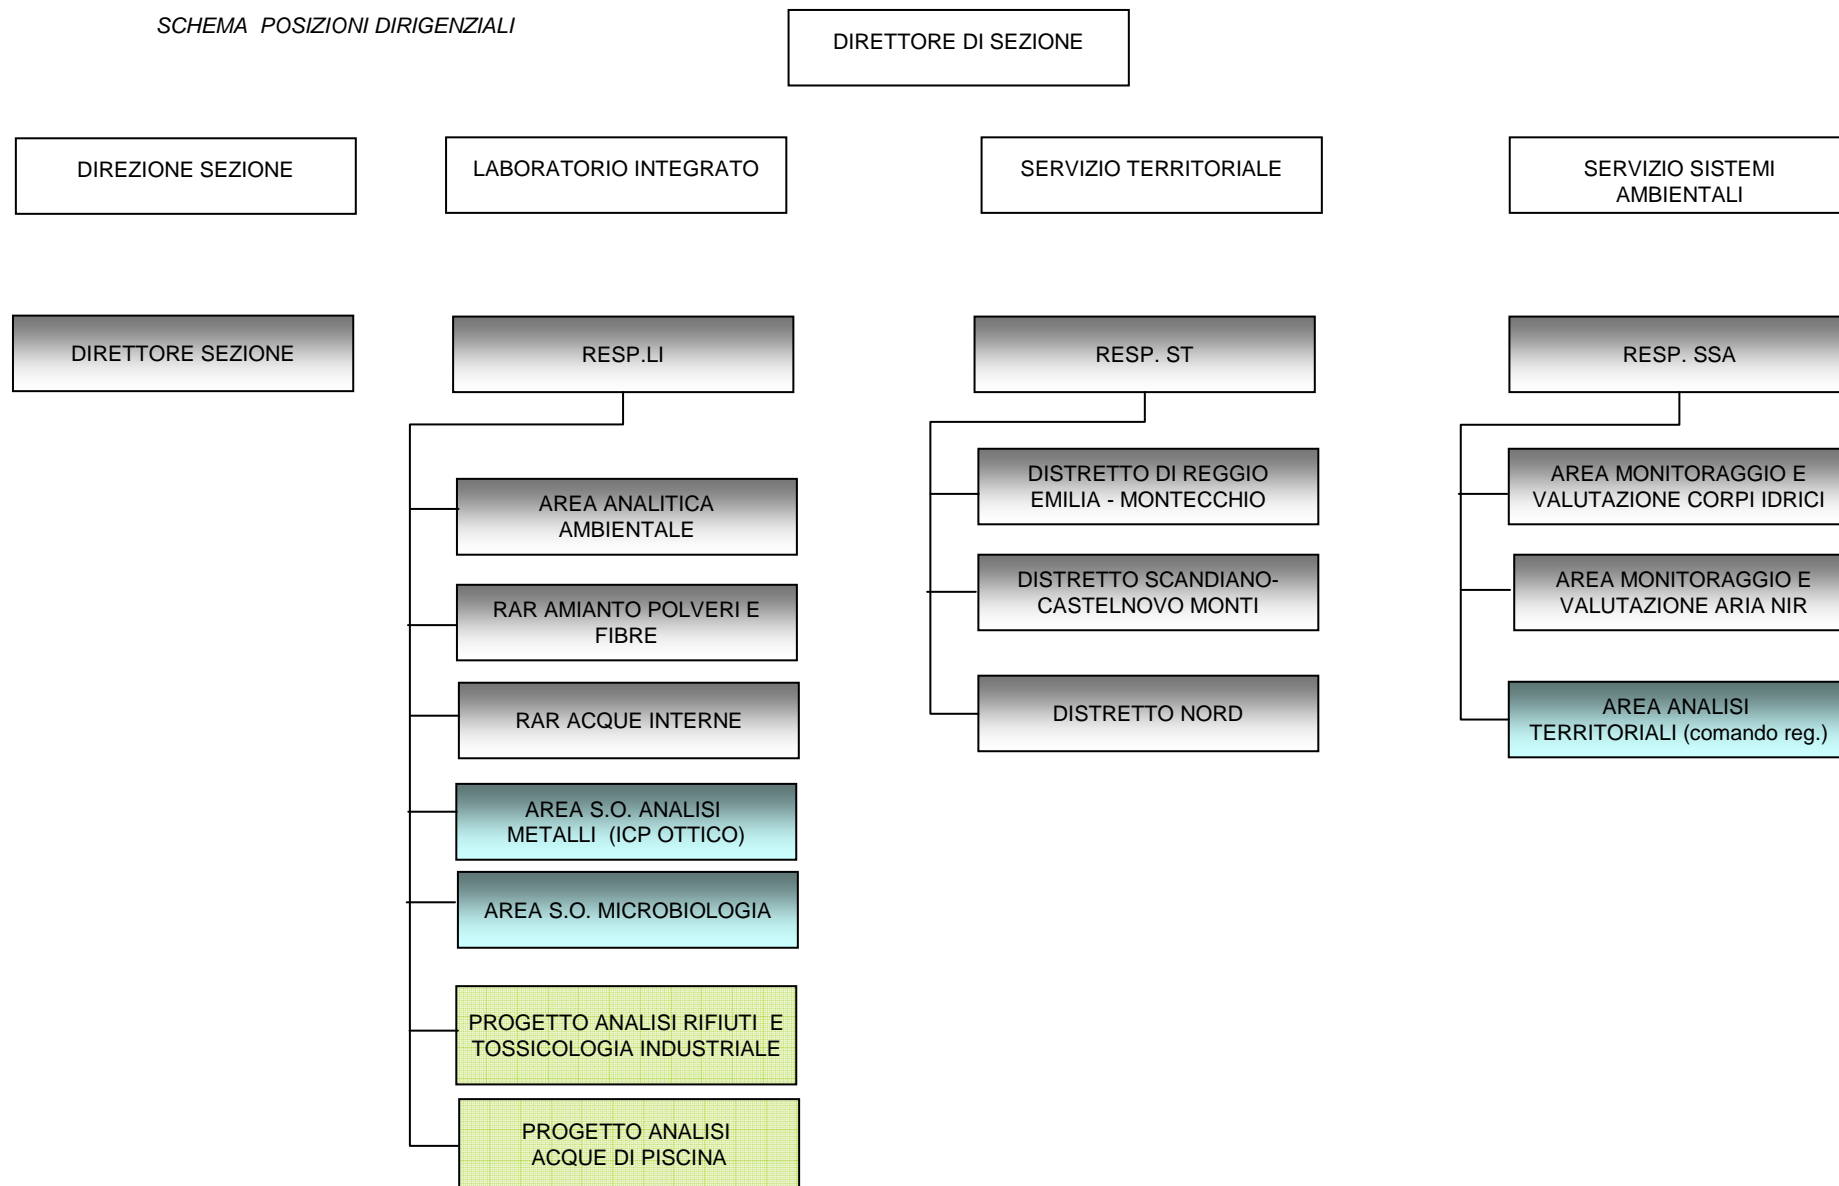 SCHEMA POSIZIONI DIRIGENZIALI
DIRETTORE DI SEZIONE
DIREZIONE SEZIONE
LABORATORIO INTEGRATO
SERVIZIO TERRITORIALE
SERVIZIO SISTEMI
AMBIENTALI
DIRETTORE SEZIONE
RESP.LI
RESP. ST
RESP. SSA
AREA ANALITICA
AMBIENTALE
RAR AMIANTO POLVERI E
FIBRE
RAR ACQUE INTERNE
AREA S.O. ANALISI
METALLI (ICP OTTICO)
AREA S.O. MICROBIOLOGIA
PROGETTO ANALISI RIFIUTI E
TOSSICOLOGIA INDUSTRIALE
PROGETTO ANALISI
ACQUE DI PISCINA
DISTRETTO DI REGGIO
EMILIA - MONTECCHIO
DISTRETTO SCANDIANO-
CASTELNOVO MONTI
DISTRETTO NORD
AREA MONITORAGGIO E
VALUTAZIONE CORPI IDRICI
AREA MONITORAGGIO E
VALUTAZIONE ARIA NIR
AREA ANALISI
TERRITORIALI (comando reg.)